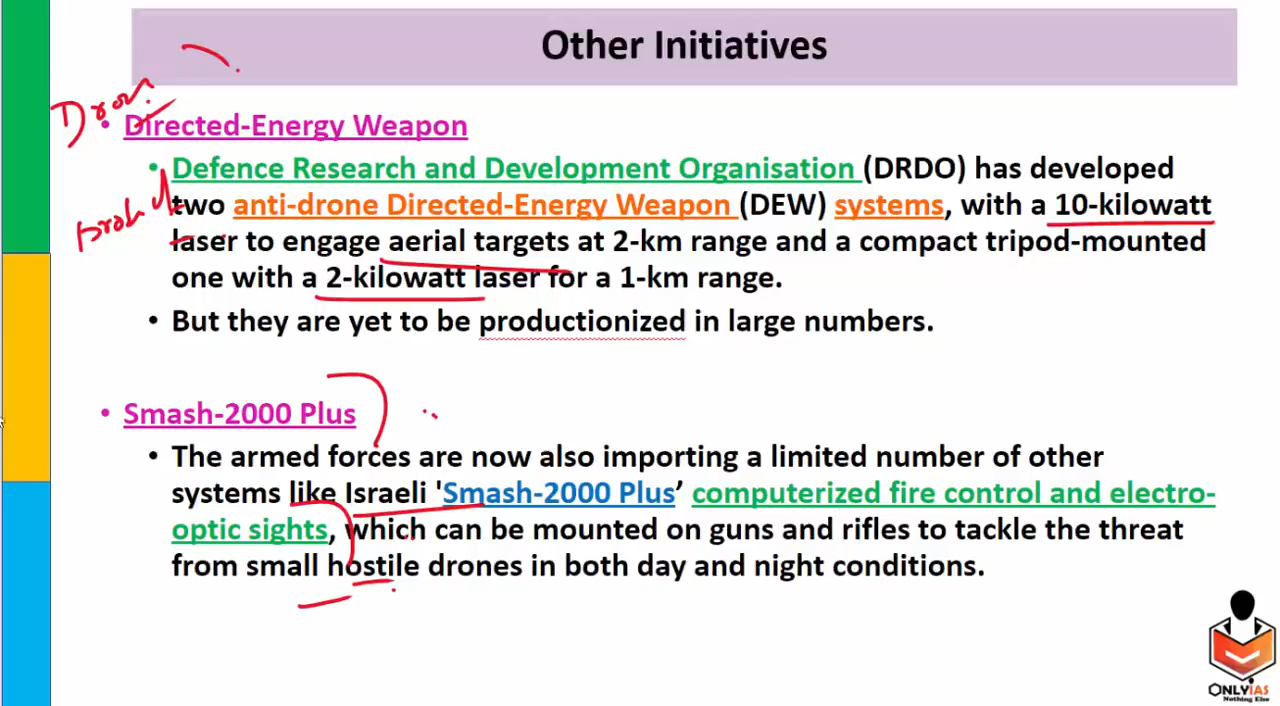 Other Initiatives
Dron
• Directed-Energy Weapon
• Defence Research and Development Organisation (DRDO) has developed
two anti-drone Directed-Energy Weapon (DEW) systems, with a 10-kilowatt
laser to engage aerial targets at 2-km range and a compact tripod-mounted
one with a 2-kilowatt laser for a 1-km range.
• But they are yet to be productionized in large numbers.
• Smash-2000 Plus
• The armed forces are now also importing a limited number of other
systems like Israeli 'Smash-2000 Plus’ computerized fire control and electro-
optic sights, which can be mounted on guns and rifles to tackle the threat
from small hostile drones in both day and night conditions.
ONLYIAS
Nothing Else